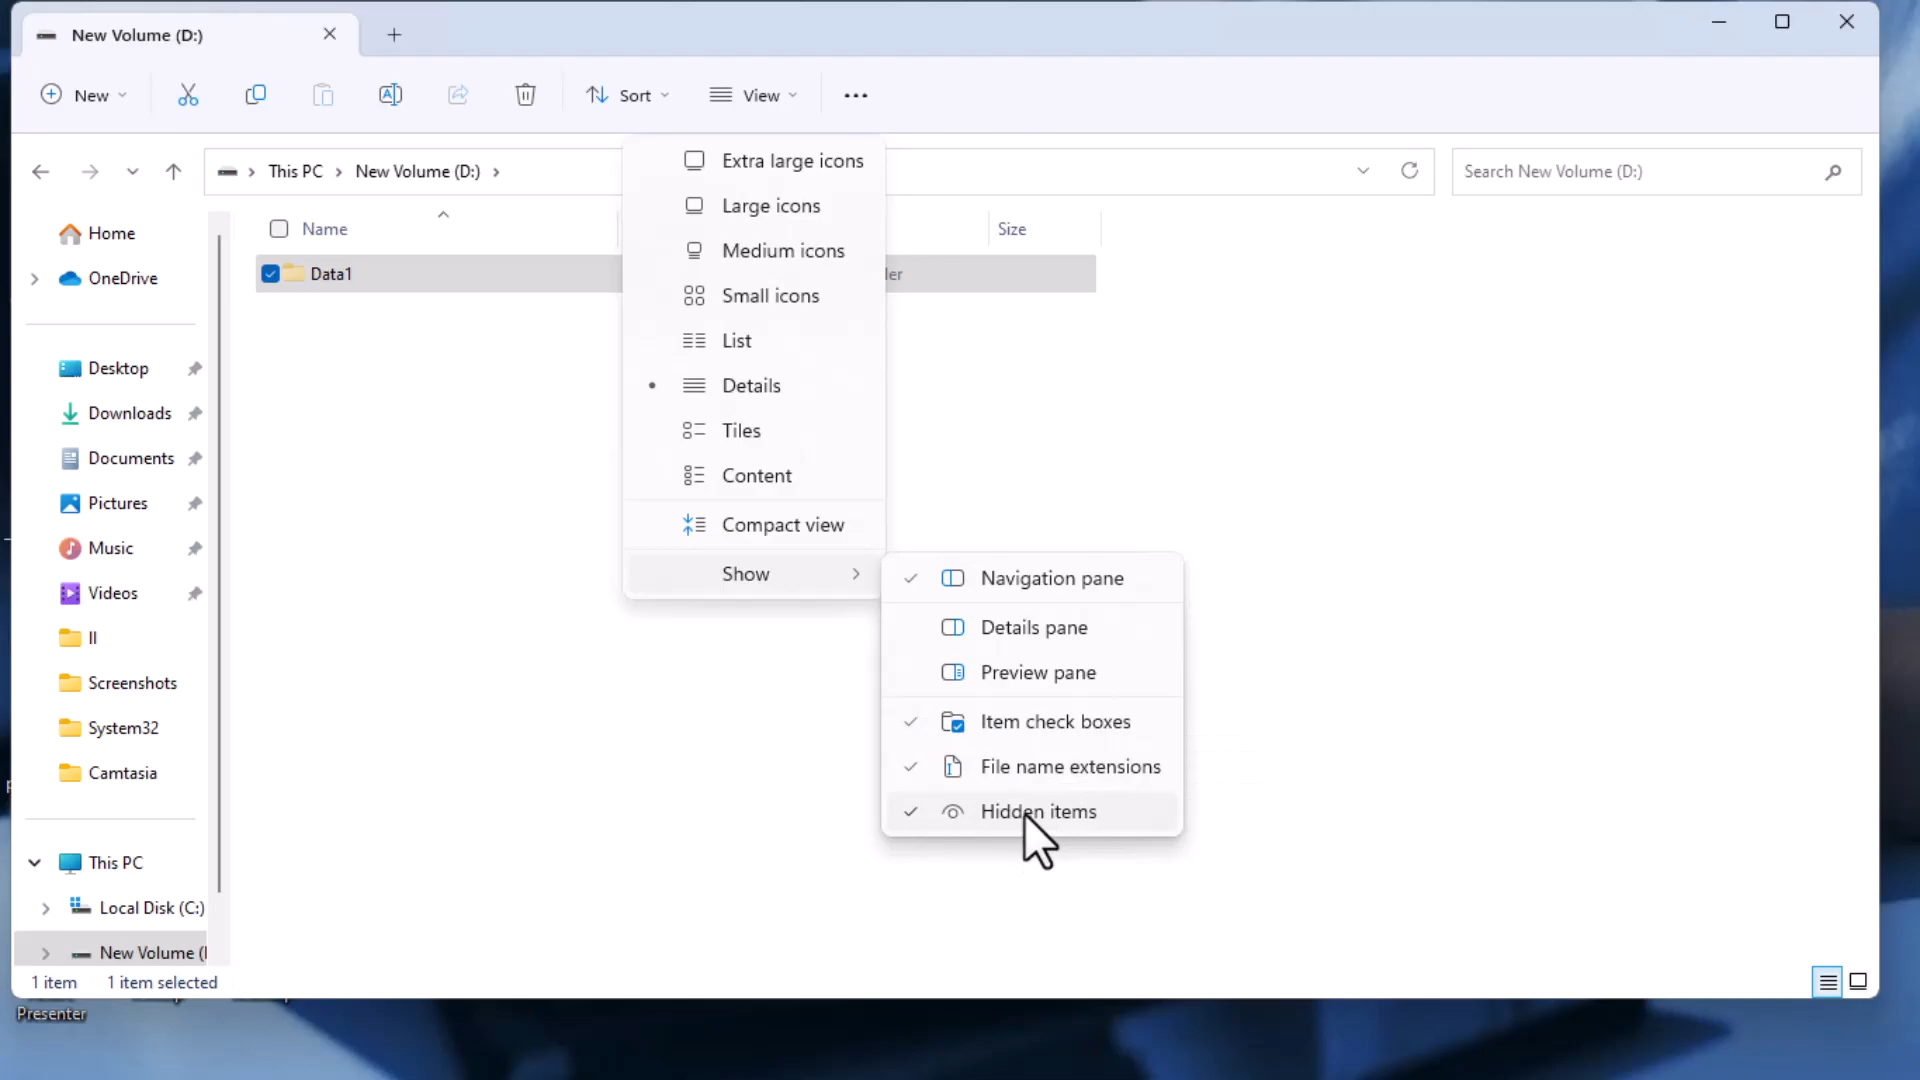 New Volume (D:)
New
Sort
View
This PC
New Volume (D:)
Search New Volume (D:)
Extra large icons
Large icons
Medium icons
Small icons
List
Details
Tiles
Content
Compact view
Show
Navigation pane
Details pane
Preview pane
Item check boxes
File name extensions
Hidden items
Name
Size
Data1
Home
OneDrive
Desktop
Downloads
Documents
Pictures
Music
Videos
II
Screenshots
System32
Camtasia
This PC
Local Disk (C:)
New Volume (
1 item
1 item selected
Presenter